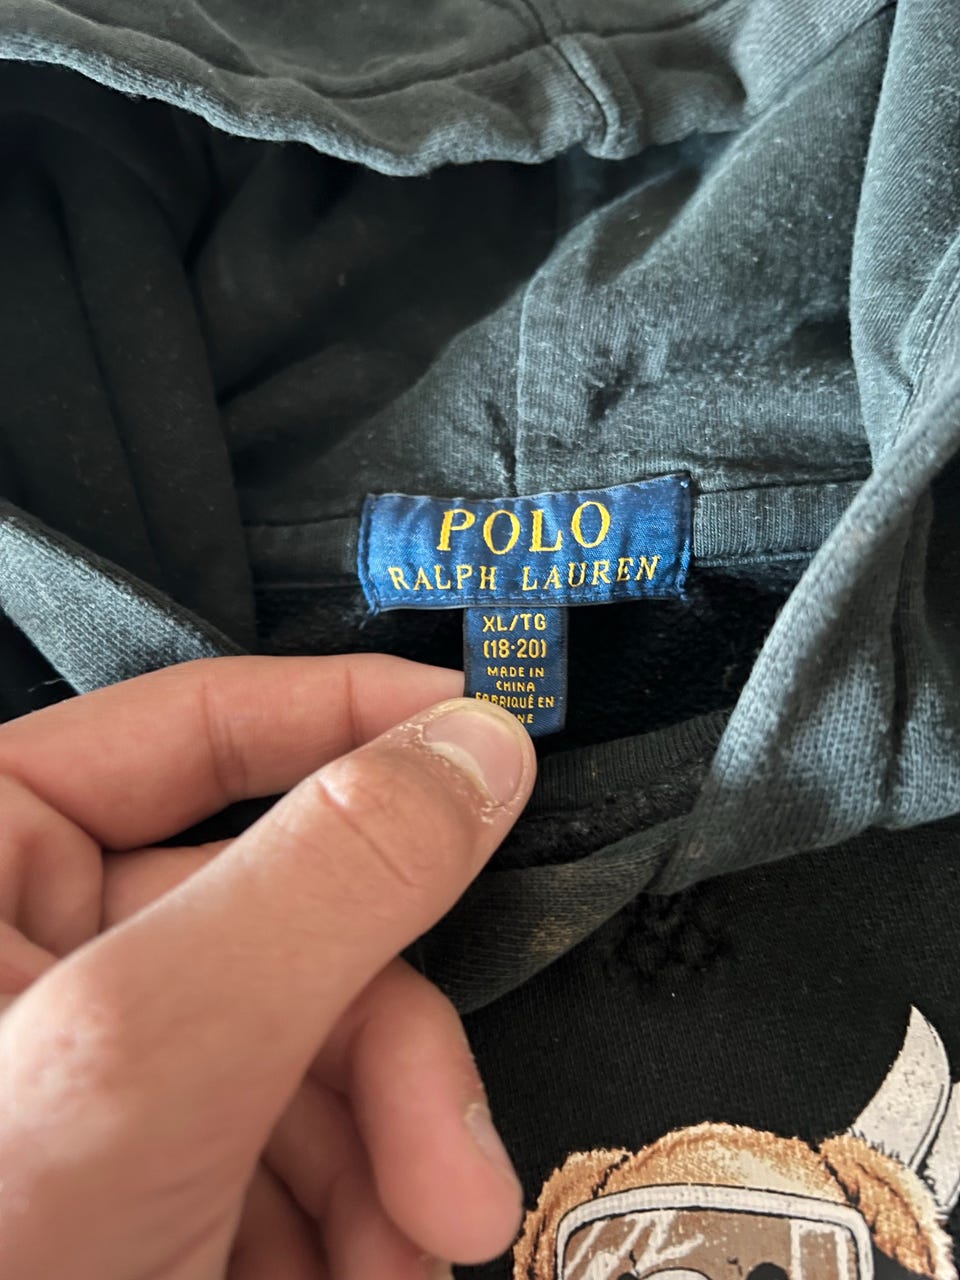 POLO
RALPH LAUREN
XL/TG
(18-20)
MADE IN
CHINA
FABRIQUÉ EN